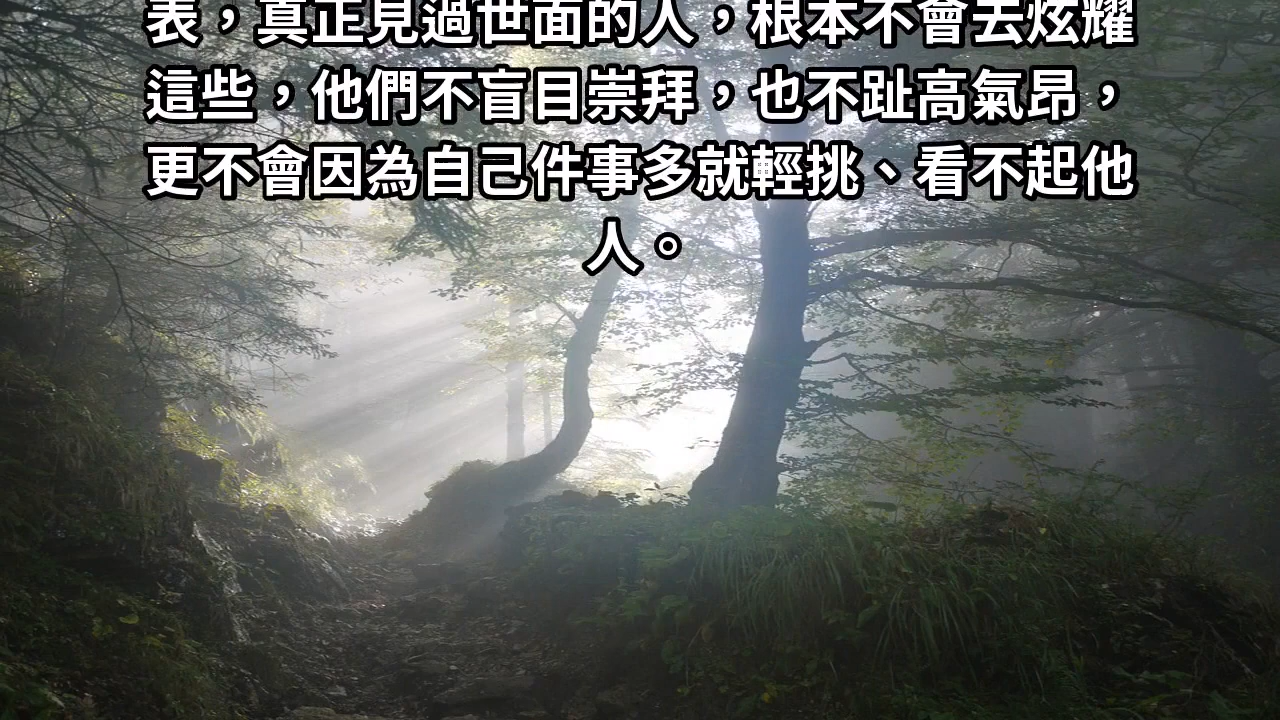 表，真正見過世面的人，根本不會去炫耀
這些，他們不盲目崇拜，也不趾高氣昂，
更不會因為自己件事多就輕挑、看不起他
人。